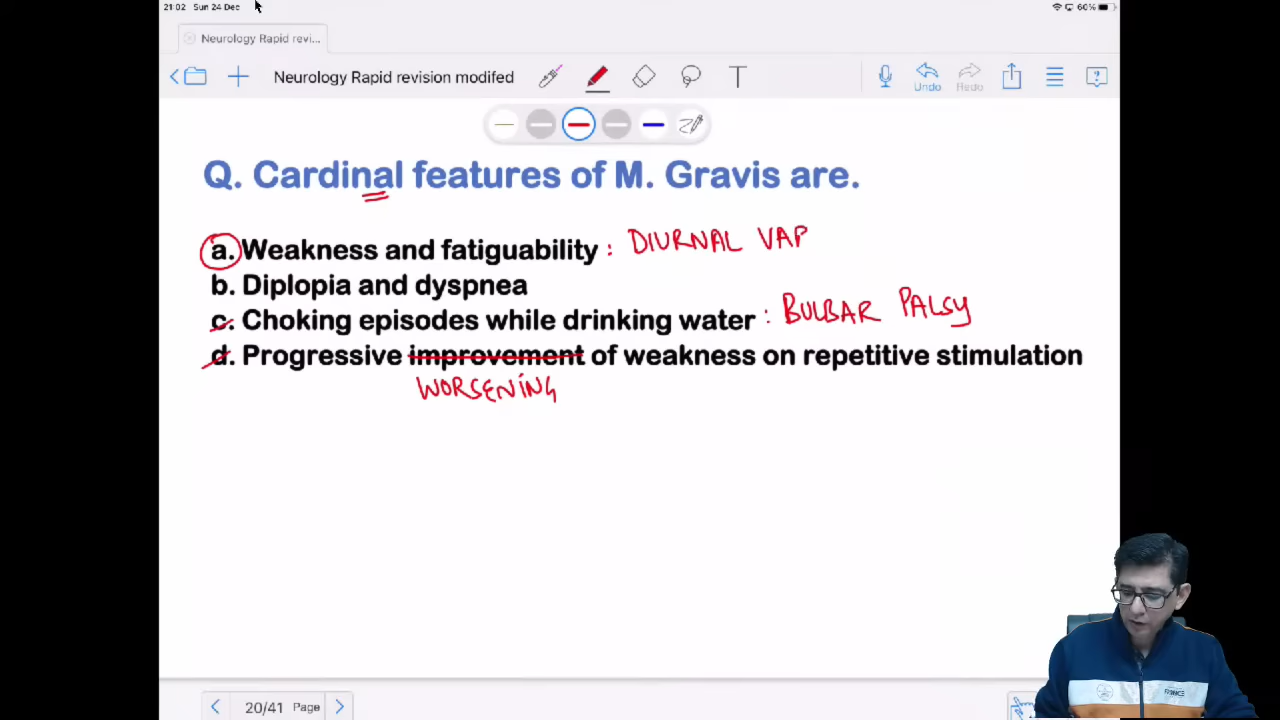 21:02 Sun 24 Dec
60%
Neurology Rapid revi...
Neurology Rapid revision modifed
Undo
Redo
Q. Cardinal features of M. Gravis are.
a. Weakness and fatiguability : DIURNAL VAP
b. Diplopia and dyspnea
c. Choking episodes while drinking water : BULBAR PALSY
d. Progressive improvement of weakness on repetitive stimulation
WORSENING
FRANCE
20/41 Page